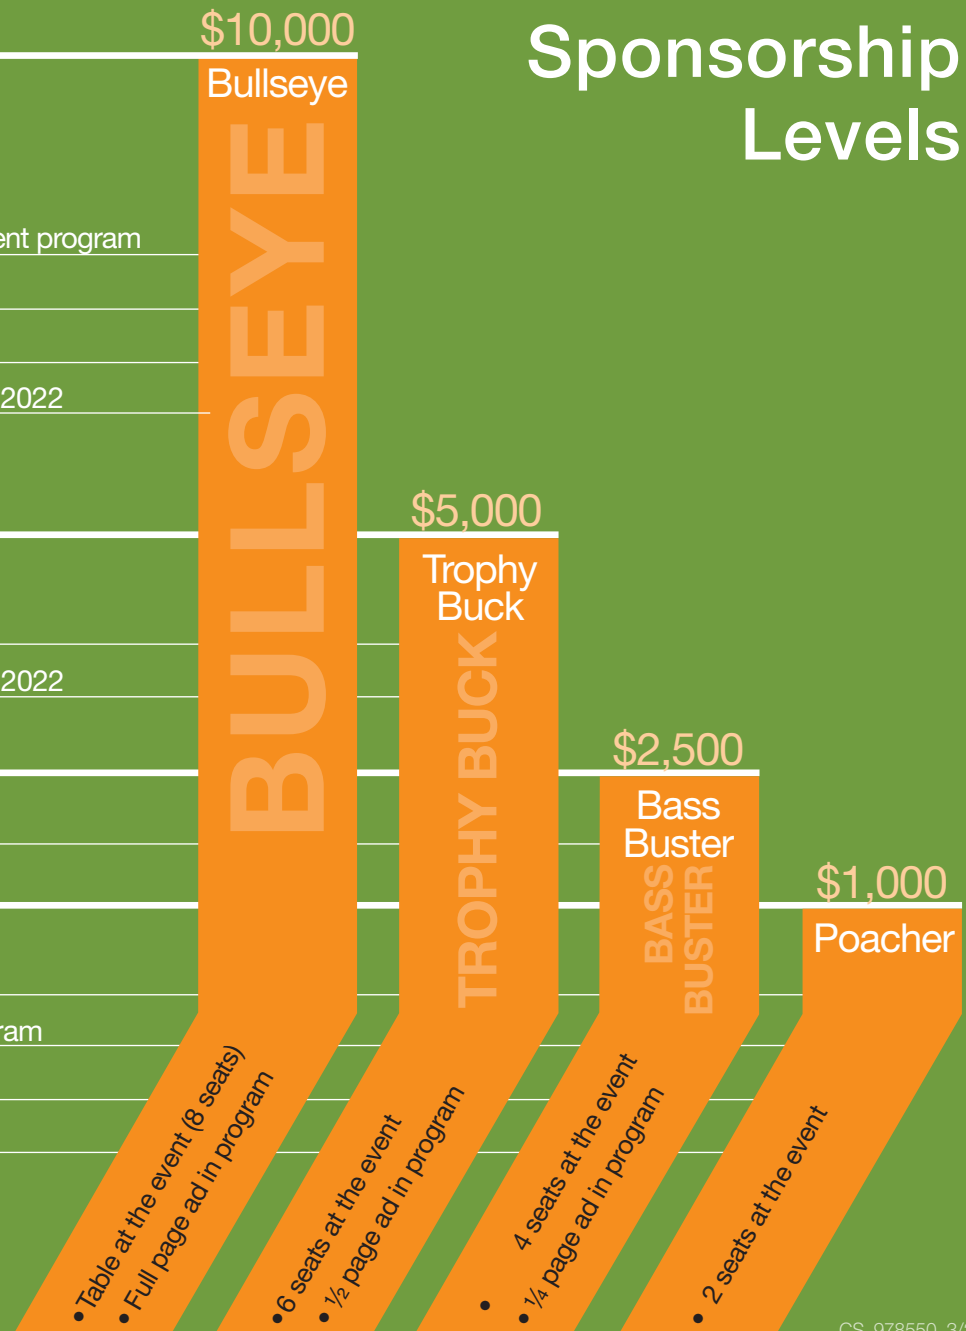 Sponsorship
Levels
$10,000
Bullseye
BULLSEYE
program
2022
$5,000
Trophy
Buck
TROPHY BUCK
2022
$2,500
Bass
Buster
BASS
BUSTER
$1,000
Poacher
• Table at the event (8 seats)
• Full page ad in program
• 6 seats at the event
• ½ page ad in program
• 4 seats at the event
• ¼ page ad in program
• 2 seats at the event
CS_978550